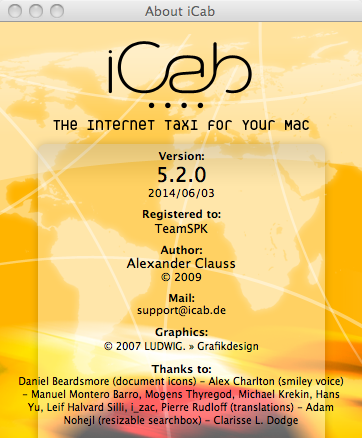 About iCab
iCab
The Internet Taxi for your Mac
Version:
5.2.0
2014/06/03
Registered to:
TeamSPK
Author:
Alexander Clauss
© 2009
Mail:
support@icab.de
Graphics:
© 2007 LUDWIG. » Grafikdesign
Thanks to:
Daniel Beardsmore (document icons) – Alex Charlton (smiley voice)
– Manuel Montero Barro, Mogens Thyregod, Michael Krekin, Hans
Yu, Leif Halvard Silli, i_zac, Pierre Rudloff (translations) – Adam
Nohejl (resizable searchbox) – Clarisse L. Dodge